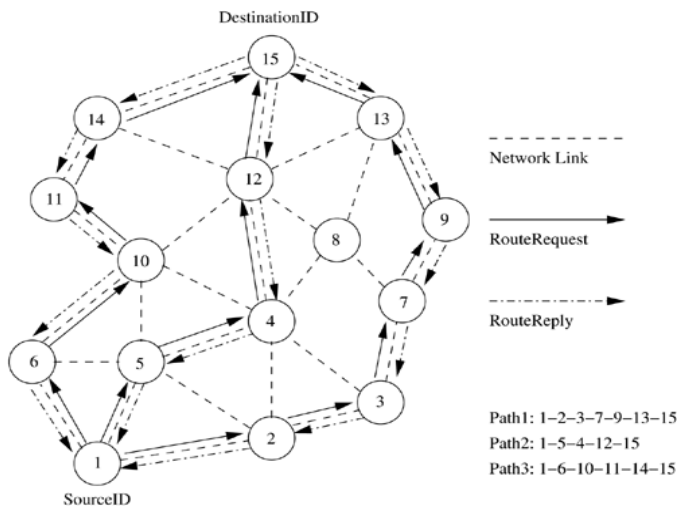 DestinationID
15
14
13
Network Link
12
11
9
8
RouteRequest
10
7
4
RouteReply
6
5
3
Path1: 1–2–3–7–9–13–15
2
Path2: 1–5–4–12–15
1
Path3: 1–6–10–11–14–15
SourceID